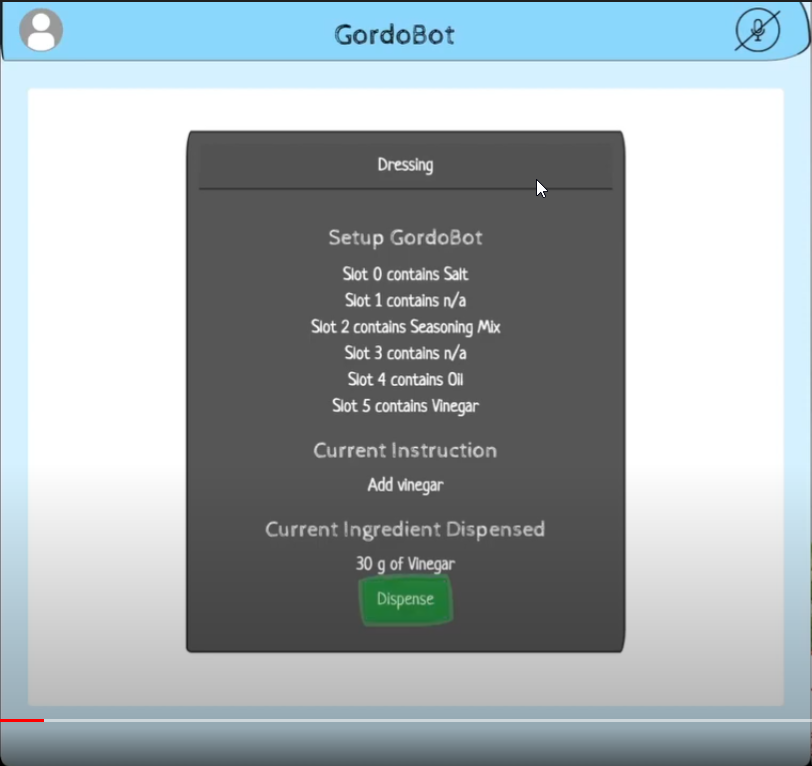 GordoBot
Dressing
Setup GordoBot
Slot 0 contains Salt
Slot 1 contains n/a
Slot 2 contains Seasoning Mix
Slot 3 contains n/a
Slot 4 contains Oil
Slot 5 contains Vinegar
Current Instruction
Add vinegar
Current Ingredient Dispensed
30 g of Vinegar
Dispense